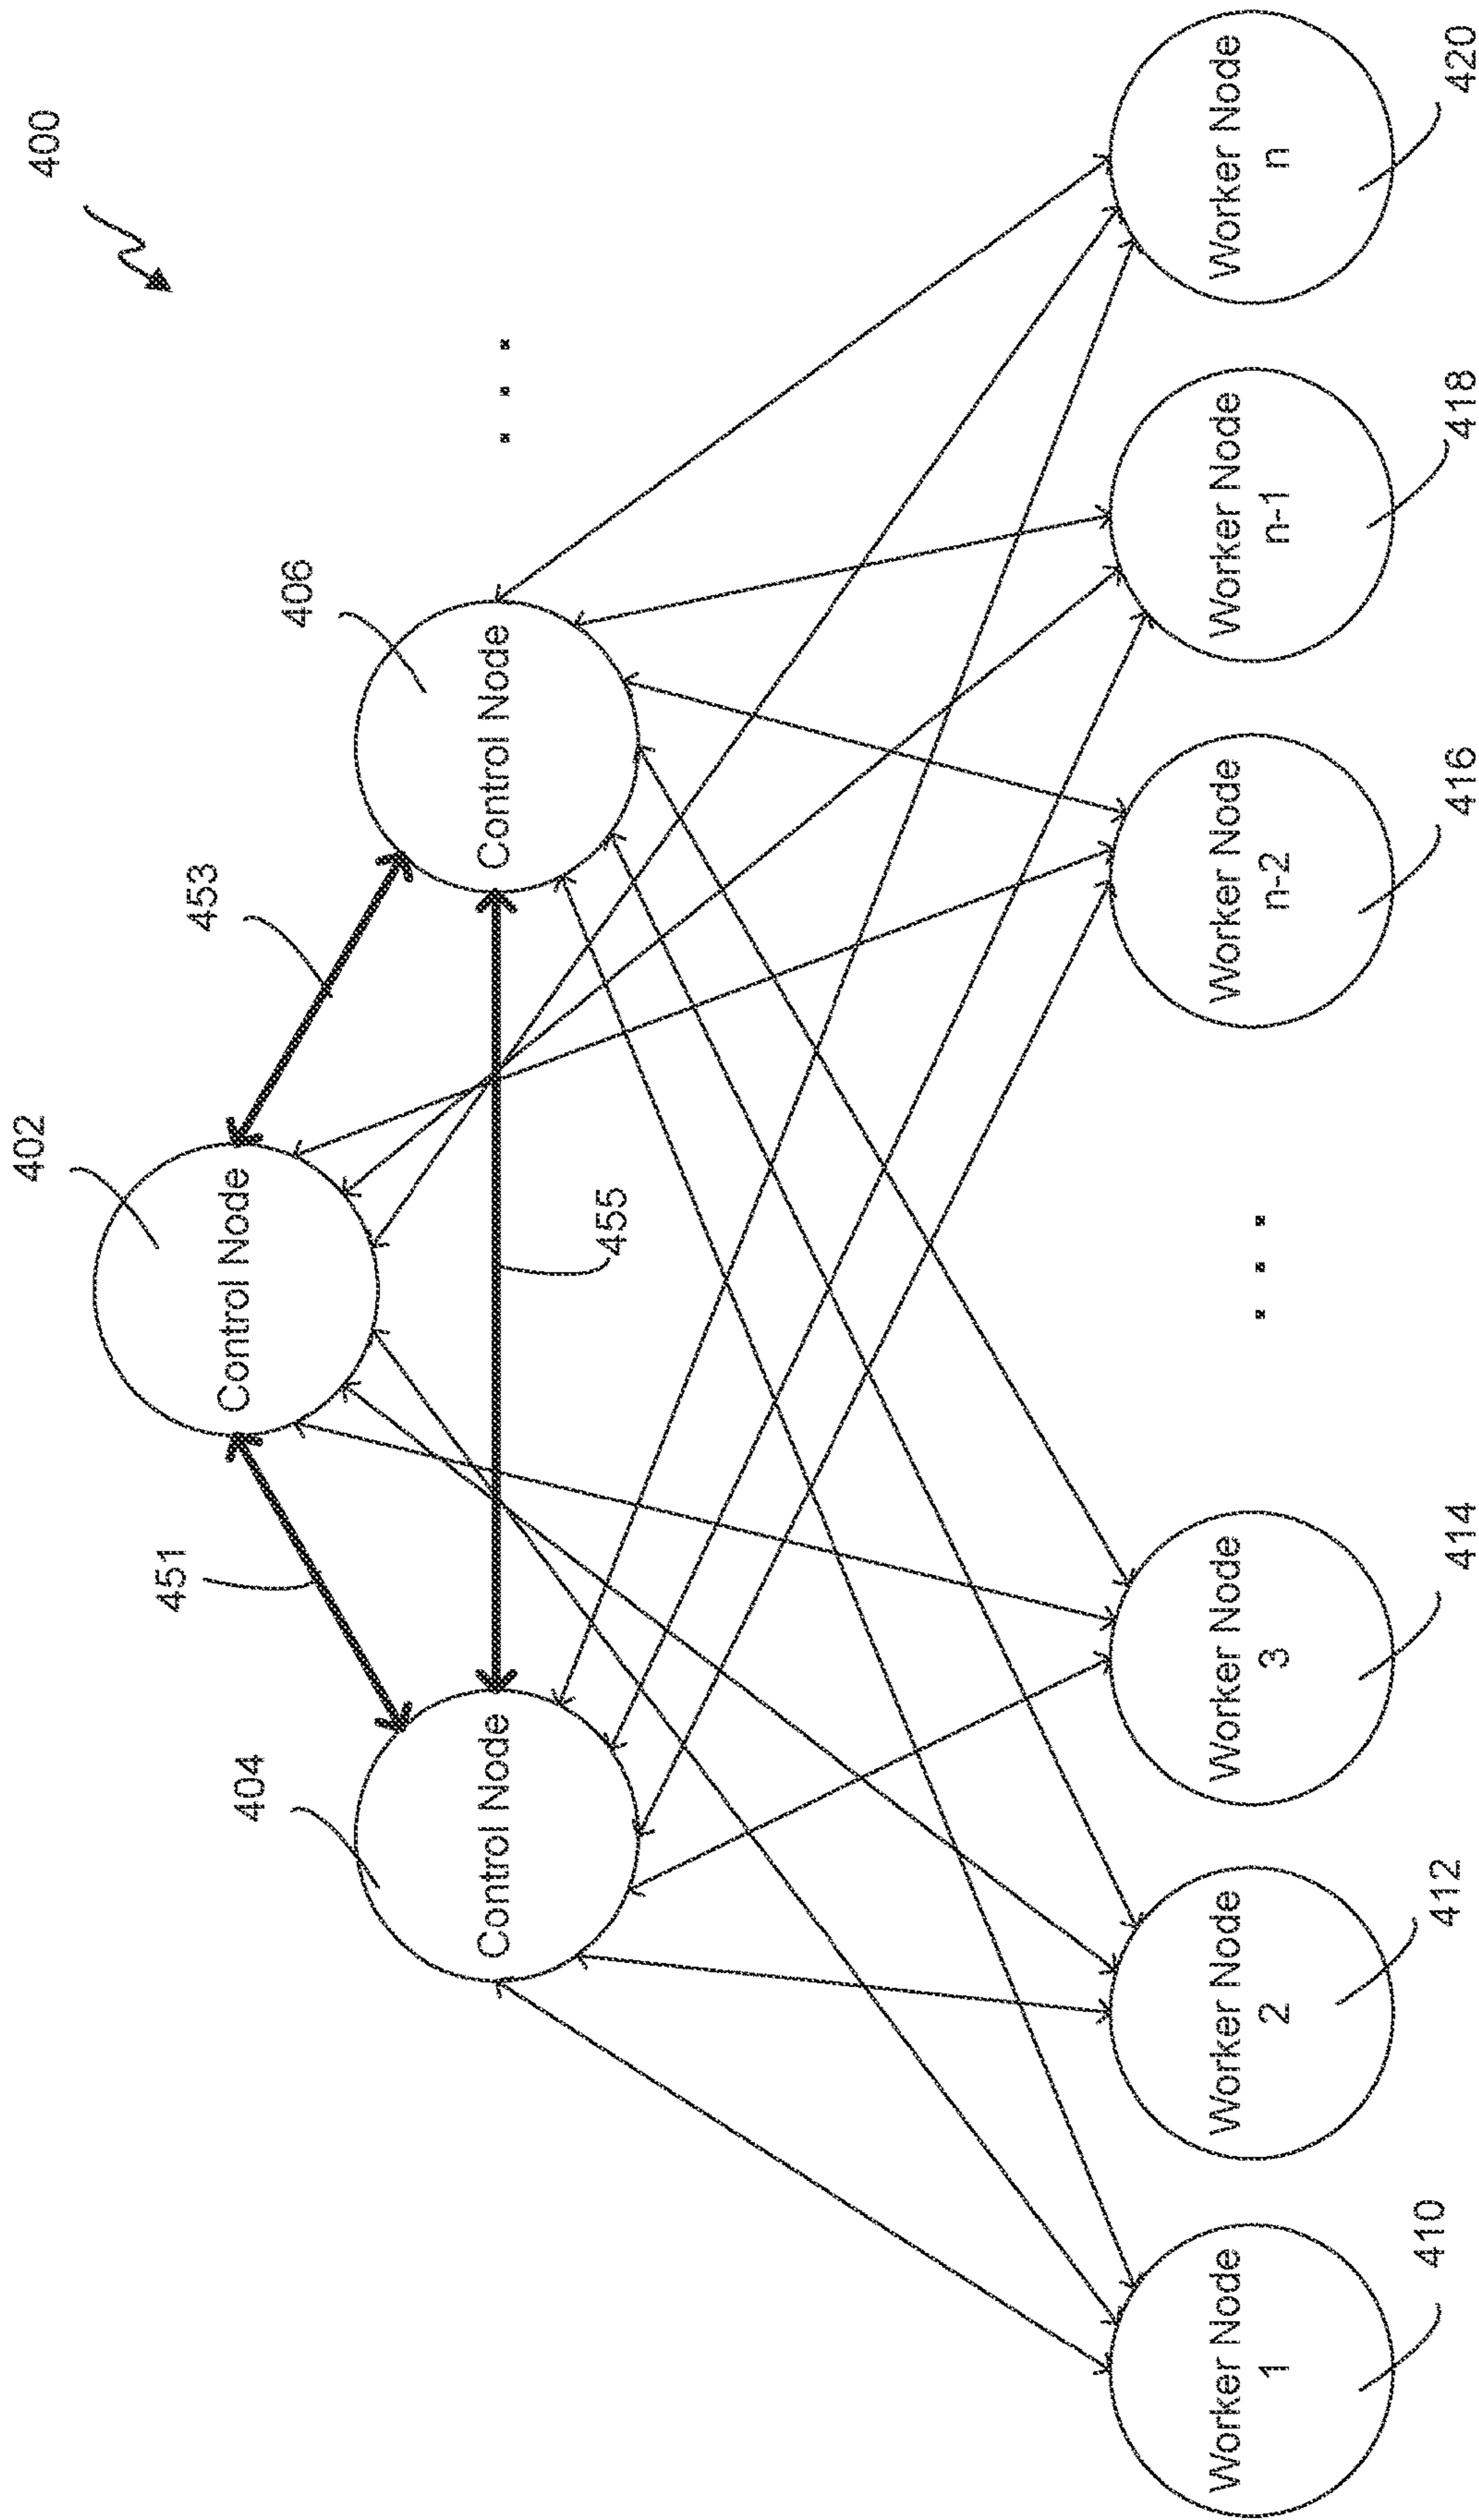 400
402
Control Node
451
453
404
406
Control Node
Control Node
. . .
455
Worker Node
1
Worker Node
2
Worker Node
3
. . .
Worker Node
n-2
Worker Node
n-1
Worker Node
n
410
412
414
416
418
420